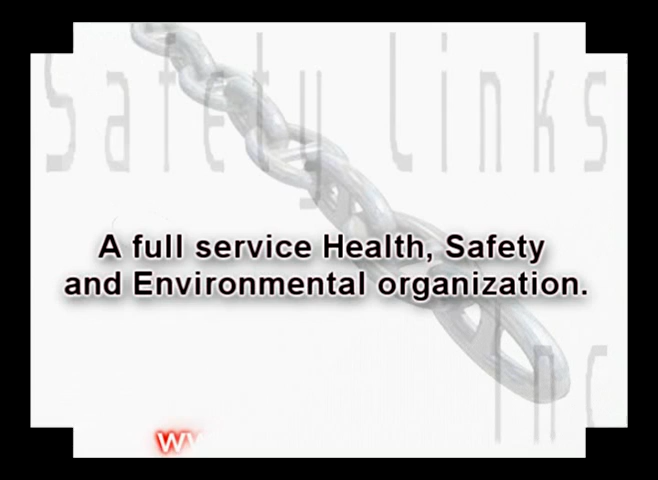 Safety Links
A full service Health, Safety
and Environmental organization.
Inc